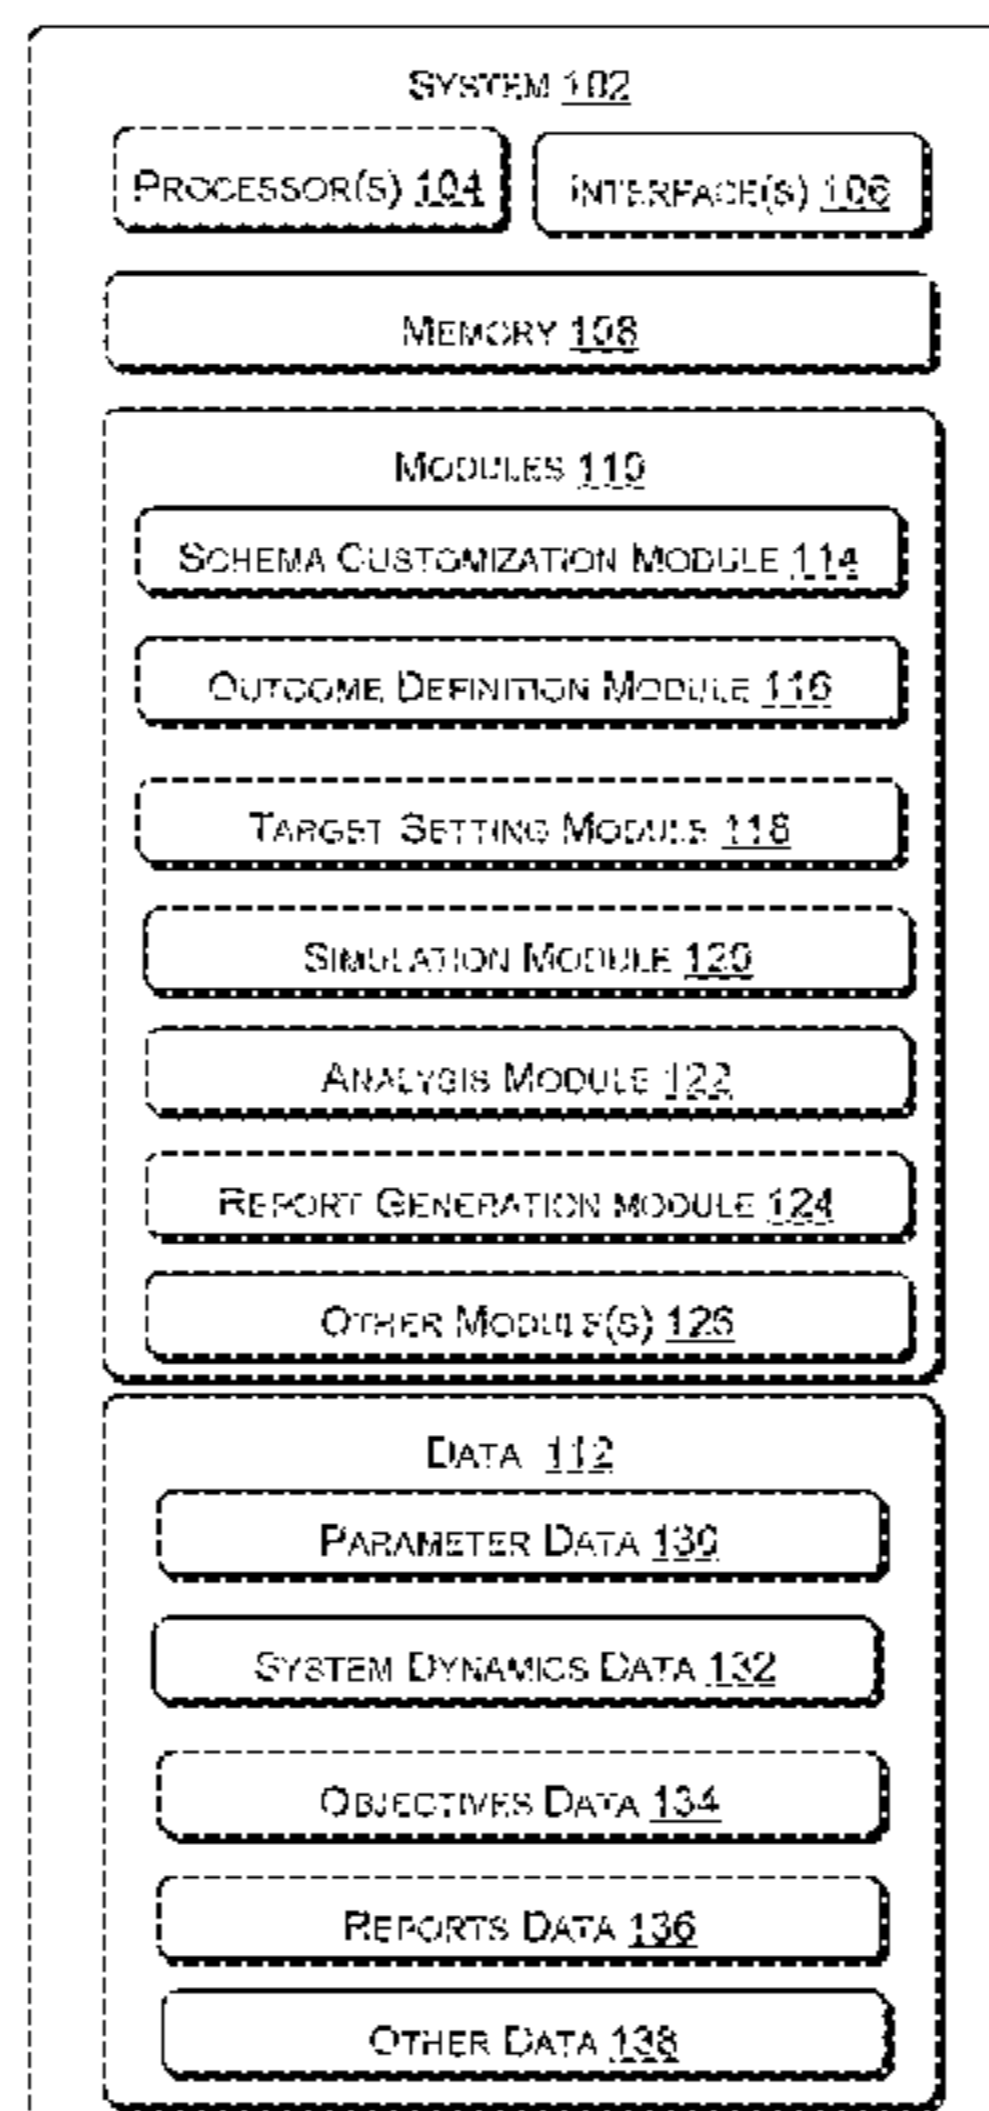 SYSTEM 102
PROCESSOR(S) 104
INTERFACE(S) 106
MEMORY 108
MODULES 110
SCHEMA CUSTOMIZATION MODULE 114
OUTCOME DEFINITION MODULE 116
TARGET SETTING MODULE 118
SIMULATION MODULE 120
ANALYSIS MODULE 122
REPORT GENERATION MODULE 124
OTHER MODULE(S) 126
DATA 112
PARAMETER DATA 130
SYSTEM DYNAMICS DATA 132
OBJECTIVES DATA 134
REPORTS DATA 136
OTHER DATA 138